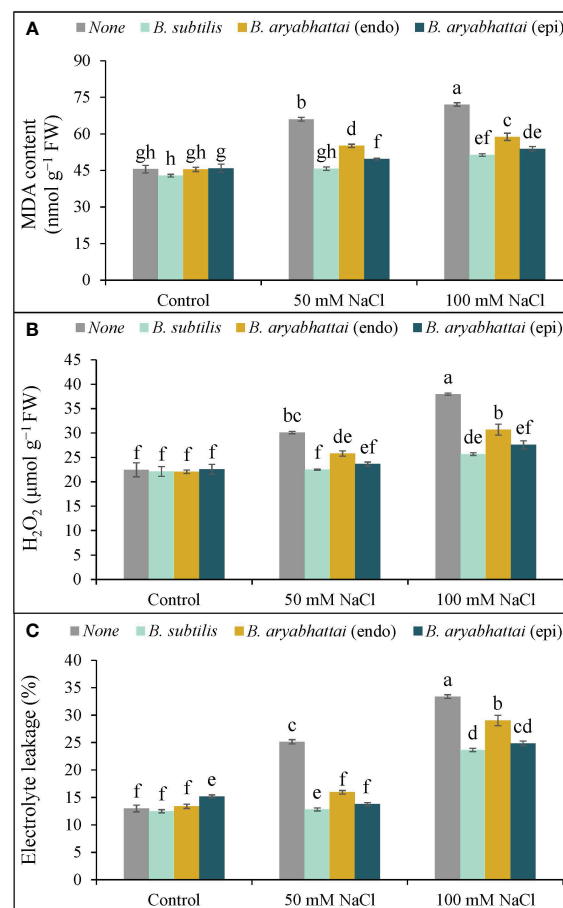 A
None B. subtilis B. aryabhattai (endo) B. aryabhattai (epi)
MDA content
(nmol g⁻¹ FW)
90
75
60
45
30
15
0
gh h gh g
b gh d f
a ef c de
Control 50 mM NaCl 100 mM NaCl
B
None B. subtilis B. aryabhattai (endo) B. aryabhattai (epi)
H₂O₂ (µmol g⁻¹ FW)
45
40
35
30
25
20
15
10
5
0
f f f f
bc f de ef
a de b ef
Control 50 mM NaCl 100 mM NaCl
C
None B. subtilis B. aryabhattai (endo) B. aryabhattai (epi)
Electrolyte leakage (%)
40
35
30
25
20
15
10
5
0
f f f e
c e f f
a d b cd
Control 50 mM NaCl 100 mM NaCl